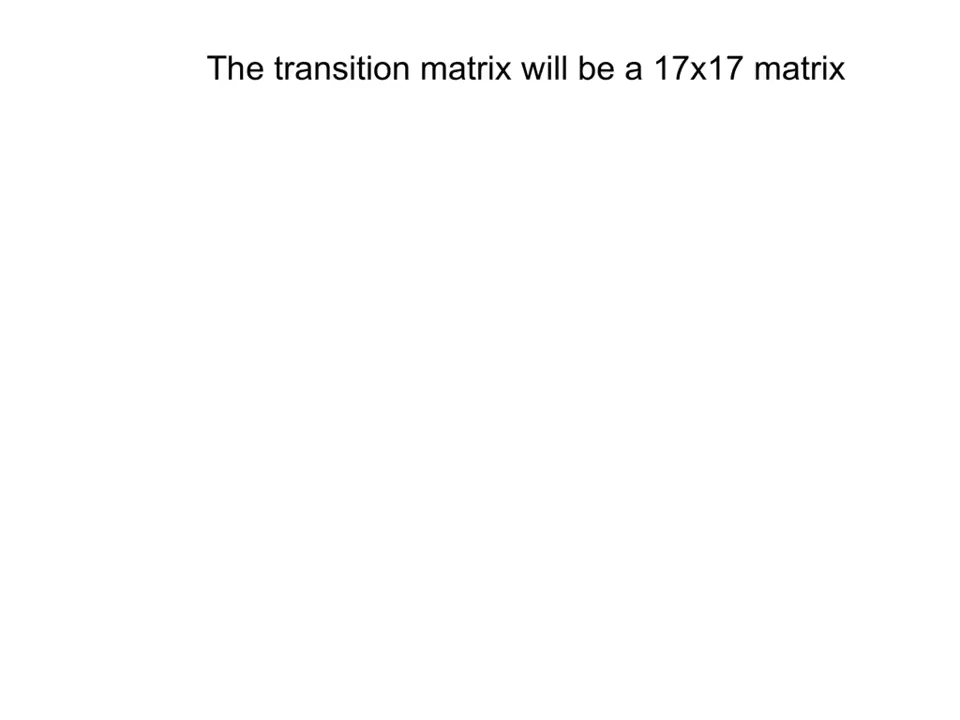 The transition matrix will be a 17x17 matrix